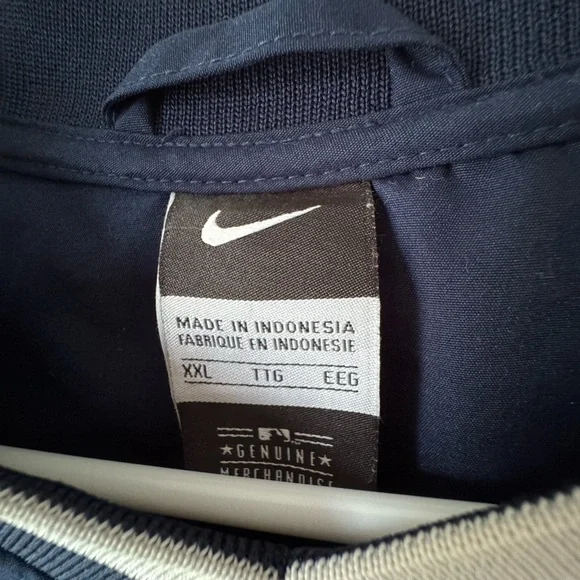 MADE IN INDONESIA
FABRIQUE EN INDONESIE
XXL TTG EEG
GENUINE
MERCHANDISE